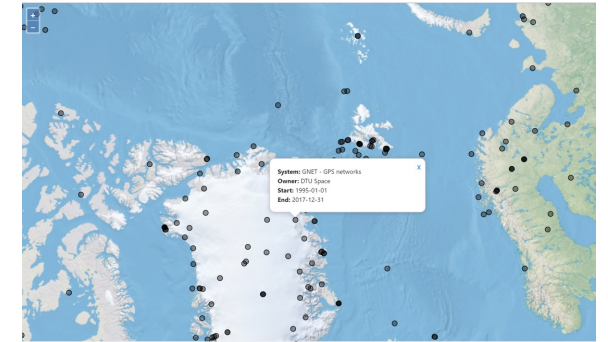 +
−
x
System: GNET - GPS networks
Owner: DTU Space
Start: 1995-01-01
End: 2017-12-31